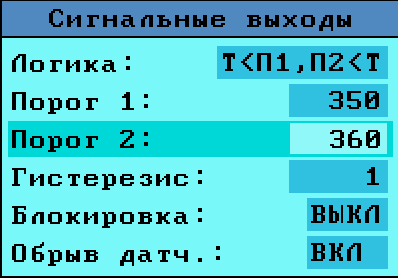 Сигнальные выходы
Логика: Т<П1,П2<Т
Порог 1: 350
Порог 2: 360
Гистерезис: 1
Блокировка: ВЫКЛ
Обрыв датч.: ВКЛ